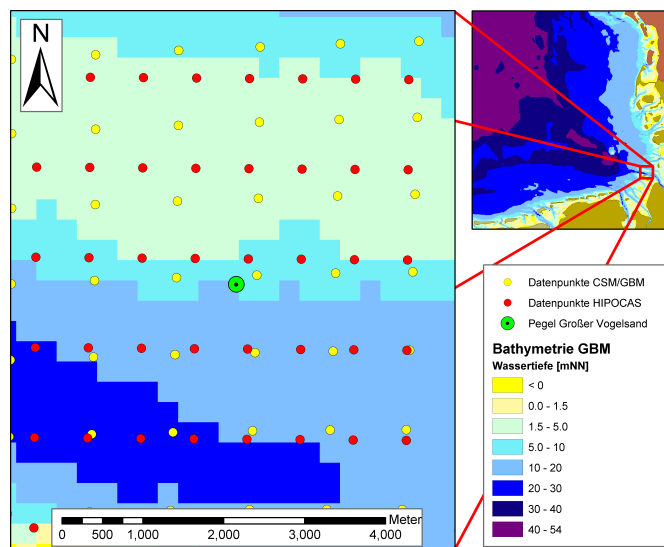 N
Datenpunkte CSM/GBM
Datenpunkte HIPOCAS
Pegel Großer Vogelsand
Bathymetrie GBM
Wassertiefe [mNN]
< 0
0.0 - 1.5
1.5 - 5.0
5.0 - 10
10 - 20
20 - 30
30 - 40
40 - 54
Meter
0 500 1,000 2,000 3,000 4,000